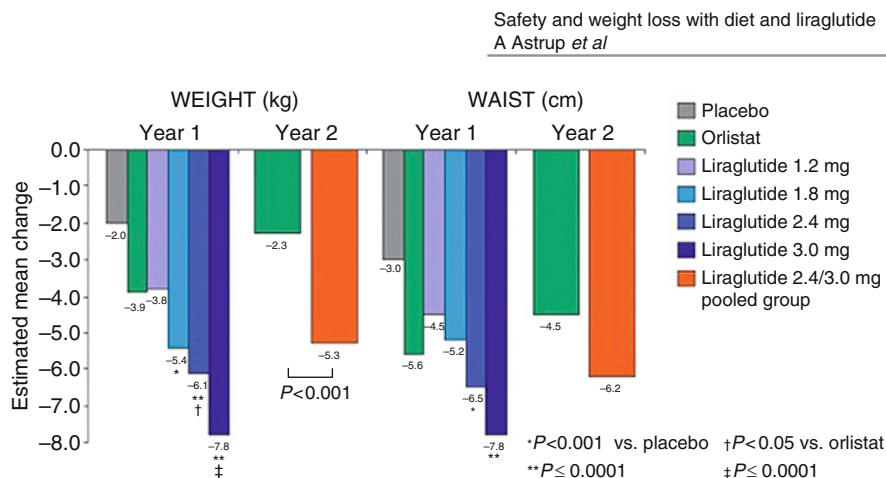 Safety and weight loss with diet and liraglutide
A Astrup et al
WEIGHT (kg)
WAIST (cm)
Year 1
Year 2
Year 1
Year 2
Placebo
Orlistat
Liraglutide 1.2 mg
Liraglutide 1.8 mg
Liraglutide 2.4 mg
Liraglutide 3.0 mg
Liraglutide 2.4/3.0 mg
pooled group
Estimated mean change
0.0
–1.0
–2.0
–3.0
–4.0
–5.0
–6.0
–7.0
–8.0
–2.0
–3.9
–3.8
–5.4
*
–6.1
**
†
–7.8
**
‡
–2.3
–5.3
P<0.001
–3.0
–5.6
–4.5
–5.2
–6.5
*
–7.8
**
–4.5
–6.2
*P<0.001 vs. placebo †P<0.05 vs. orlistat
**P≤ 0.0001 ‡P≤ 0.0001